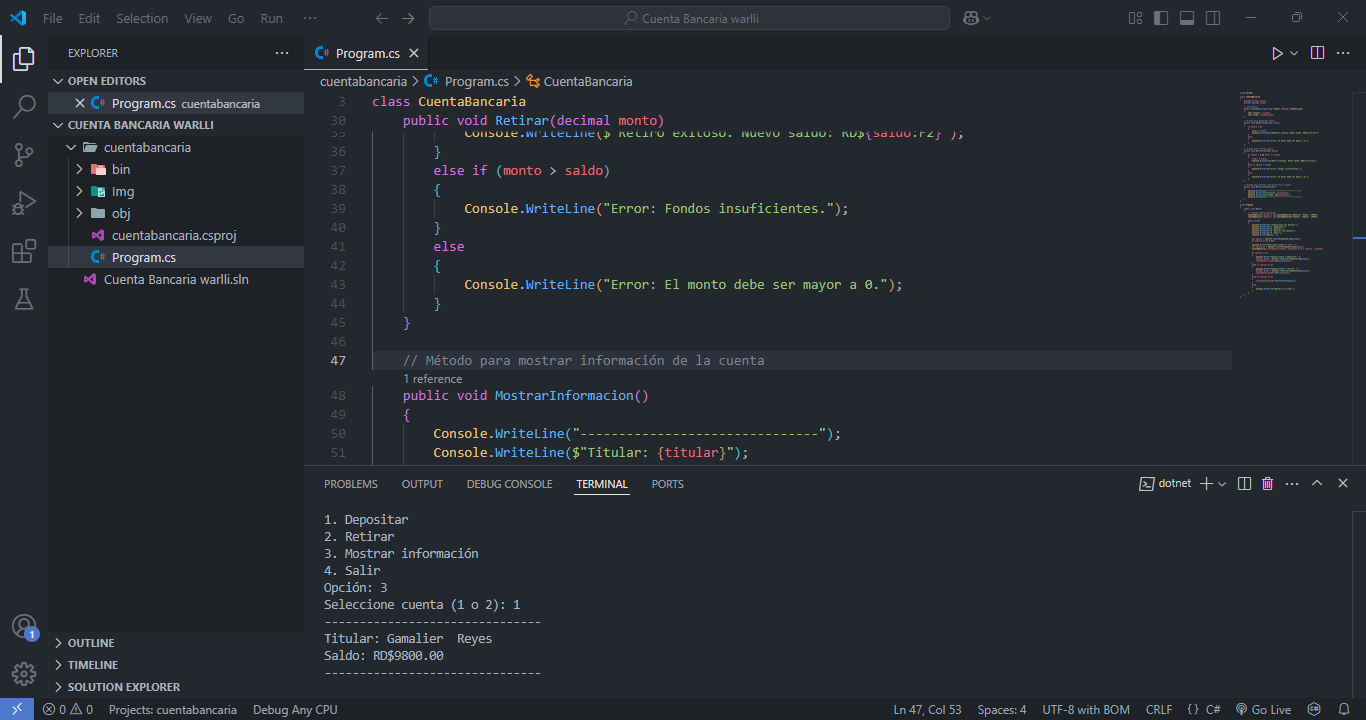 File Edit Selection View Go Run ··· Cuenta Bancaria warlli
EXPLORER ···
OPEN EDITORS
Program.cs cuentabancaria
CUENTA BANCARIA WARLLI
cuentabancaria
bin
Img
obj
cuentabancaria.csproj
Program.cs
Cuenta Bancaria warlli.sln
OUTLINE
TIMELINE
SOLUTION EXPLORER
1
Program.cs
cuentabancaria > Program.cs > CuentaBancaria
3 class CuentaBancaria
30 public void Retirar(decimal monto)
35 Console.WriteLine($"Retiro exitoso. Nuevo saldo: RD${saldo:F2}");
36 }
37 else if (monto > saldo)
38 {
39 Console.WriteLine("Error: Fondos insuficientes.");
40 }
41 else
42 {
43 Console.WriteLine("Error: El monto debe ser mayor a 0.");
44 }
45 }
46
47 // Método para mostrar información de la cuenta
1 reference
48 public void MostrarInformacion()
49 {
50 Console.WriteLine("-------------------------------");
51 Console.WriteLine($"Titular: {titular}");
PROBLEMS OUTPUT DEBUG CONSOLE TERMINAL PORTS dotnet
1. Depositar
2. Retirar
3. Mostrar información
4. Salir
Opción: 3
Seleccione cuenta (1 o 2): 1
-------------------------------
Titular: Gamalier  Reyes
Saldo: RD$9800.00
-------------------------------
0 0 Projects: cuentabancaria Debug Any CPU Ln 47, Col 53 Spaces: 4 UTF-8 with BOM CRLF {} C# Go Live